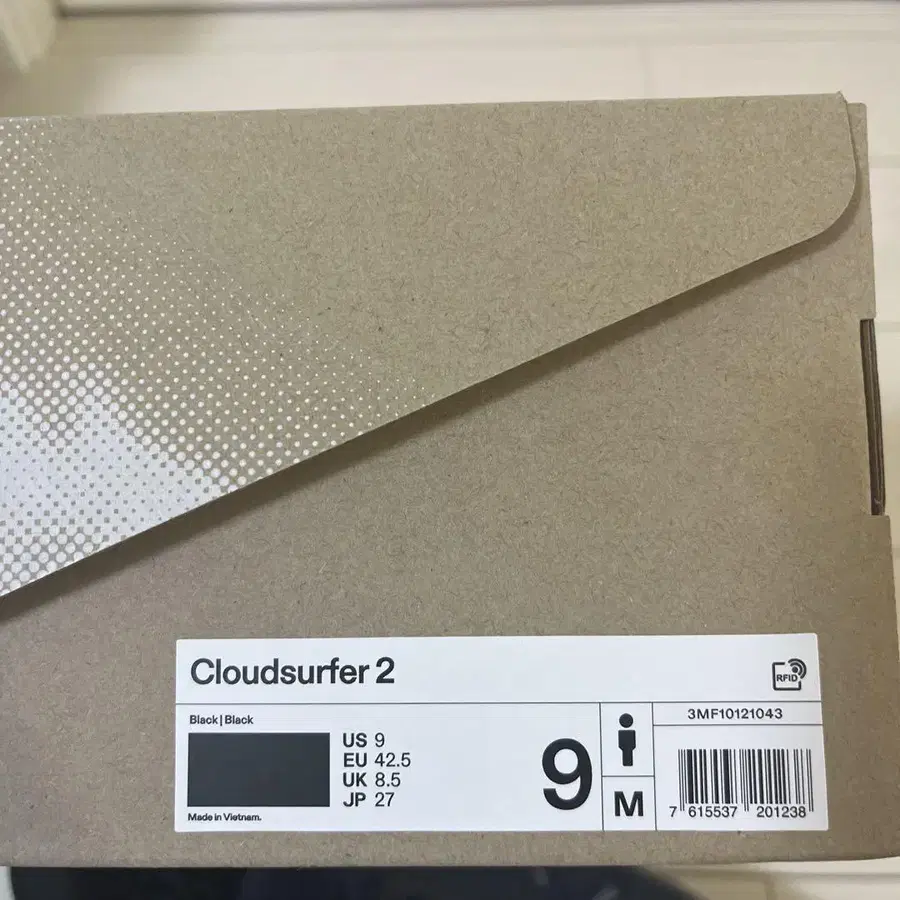 Cloudsurfer 2
RFID
Black | Black
US 9
EU 42.5
UK 8.5
JP 27
Made in Vietnam.
9
M
3MF10121043
7 615537 201238